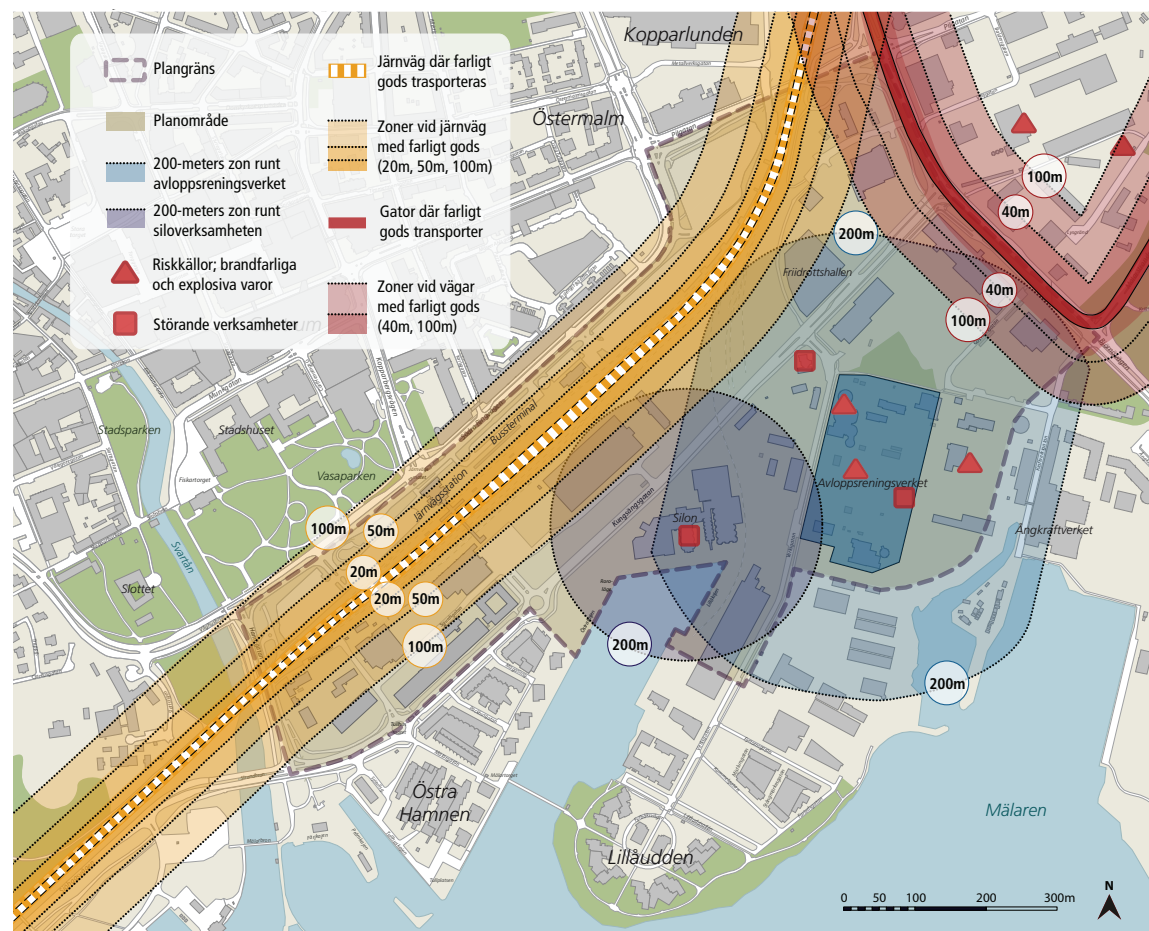 Plangräns
Planområde
200-meters zon runt
avloppsreningsverket
200-meters zon runt
siloverksamheten
Riskkällor; brandfarliga
och explosiva varor
Störande verksamheter
Järnväg där farligt
gods trasporteras
Zoner vid järnväg
med farligt gods
(20m, 50m, 100m)
Gator där farligt
gods transporter
Zoner vid vägar
med farligt gods
(40m, 100m)
Kopparlunden
Östermalm
100m
40m
200m
Friidrottshallen
40m
100m
Munkgatan
Kopparbergsvägen
Stadsparken
Stadshuset
Bussterminal
Vasaparken
Fiskartorget
Järnvägsstation
Kungsängsgatan
Avloppsreningsverket
Silon
Ångkraftverket
100m
50m
Svartån
20m
Slottet
20m
50m
100m
200m
200m
Östra
Hamnen
Mälaren
Lillåudden
0 50 100 200 300m
N